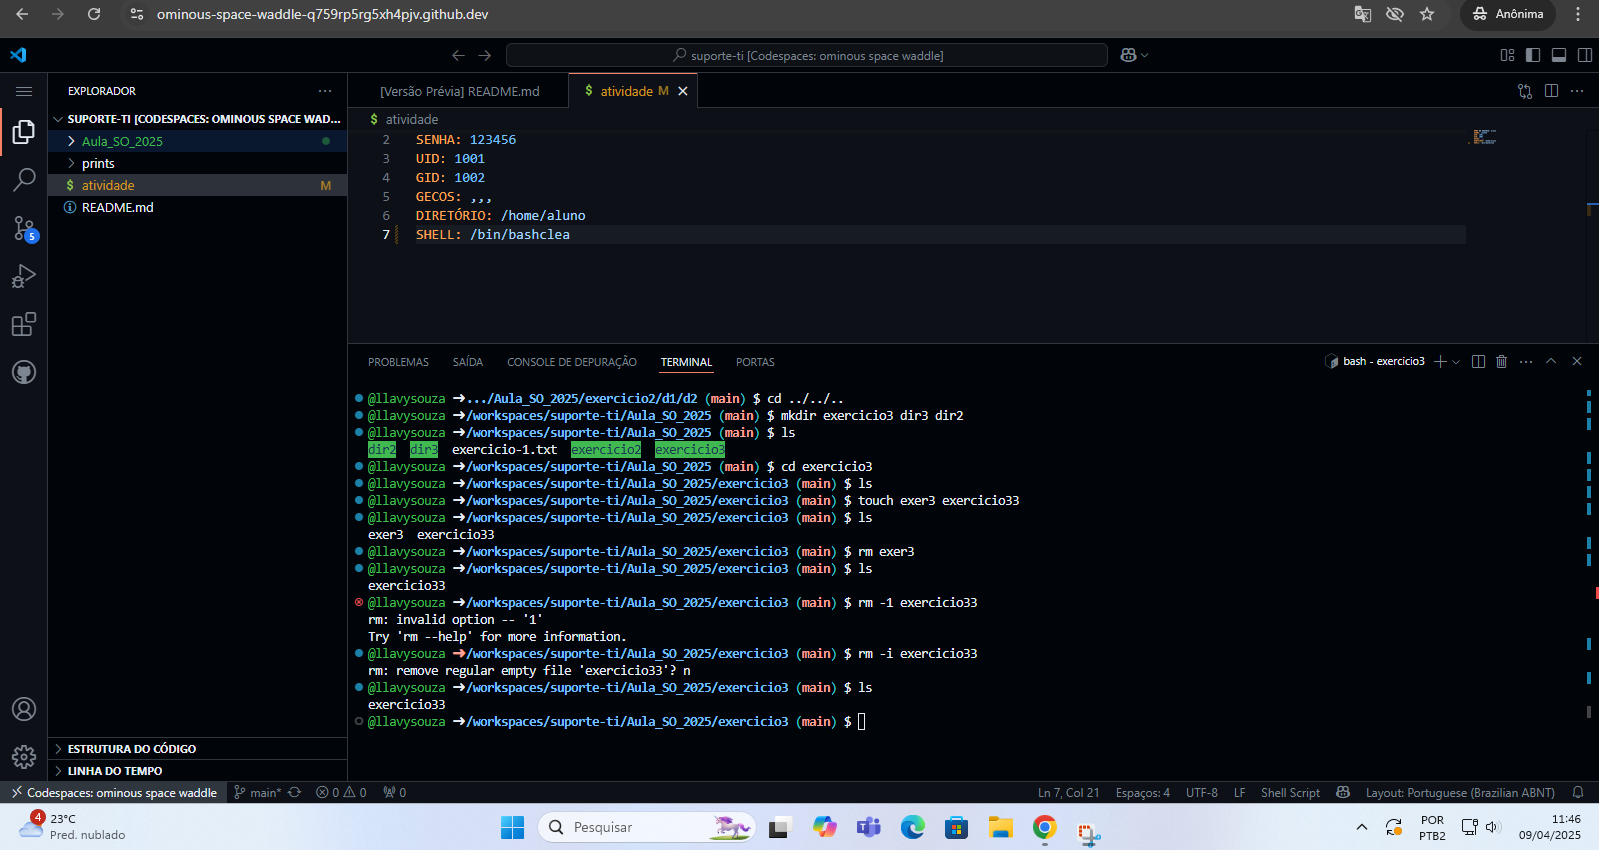 ominous-space-waddle-q759rp5rg5xh4pjv.github.dev
Anônima
suporte-ti [Codespaces: ominous space waddle]
EXPLORADOR
SUPORTE-TI [CODESPACES: OMINOUS SPACE WAD...
Aula_SO_2025
prints
$ atividade M
README.md
[Versão Prévia] README.md
$ atividade M
$ atividade
2 SENHA: 123456
3 UID: 1001
4 GID: 1002
5 GECOS: ,,,
6 DIRETÓRIO: /home/aluno
7 SHELL: /bin/bashclea
5
PROBLEMAS SAÍDA CONSOLE DE DEPURAÇÃO TERMINAL PORTAS
bash - exercicio3
@llavysouza ➜.../Aula_SO_2025/exercicio2/d1/d2 (main) $ cd ../../..
@llavysouza ➜/workspaces/suporte-ti/Aula_SO_2025 (main) $ mkdir exercicio3 dir3 dir2
@llavysouza ➜/workspaces/suporte-ti/Aula_SO_2025 (main) $ ls
dir2 dir3 exercicio-1.txt exercicio2 exercicio3
@llavysouza ➜/workspaces/suporte-ti/Aula_SO_2025 (main) $ cd exercicio3
@llavysouza ➜/workspaces/suporte-ti/Aula_SO_2025/exercicio3 (main) $ ls
@llavysouza ➜/workspaces/suporte-ti/Aula_SO_2025/exercicio3 (main) $ touch exer3 exercicio33
@llavysouza ➜/workspaces/suporte-ti/Aula_SO_2025/exercicio3 (main) $ ls
exer3 exercicio33
@llavysouza ➜/workspaces/suporte-ti/Aula_SO_2025/exercicio3 (main) $ rm exer3
@llavysouza ➜/workspaces/suporte-ti/Aula_SO_2025/exercicio3 (main) $ ls
exercicio33
@llavysouza ➜/workspaces/suporte-ti/Aula_SO_2025/exercicio3 (main) $ rm -1 exercicio33
rm: invalid option -- '1'
Try 'rm --help' for more information.
@llavysouza ➜/workspaces/suporte-ti/Aula_SO_2025/exercicio3 (main) $ rm -i exercicio33
rm: remove regular empty file 'exercicio33'? n
@llavysouza ➜/workspaces/suporte-ti/Aula_SO_2025/exercicio3 (main) $ ls
exercicio33
@llavysouza ➜/workspaces/suporte-ti/Aula_SO_2025/exercicio3 (main) $
ESTRUTURA DO CÓDIGO
LINHA DO TEMPO
Codespaces: ominous space waddle main* 0 0 0 Ln 7, Col 21 Espaços: 4 UTF-8 LF Shell Script Layout: Portuguese (Brazilian ABNT)
4 23°C
Pred. nublado
Pesquisar
POR
PTB2
11:46
09/04/2025